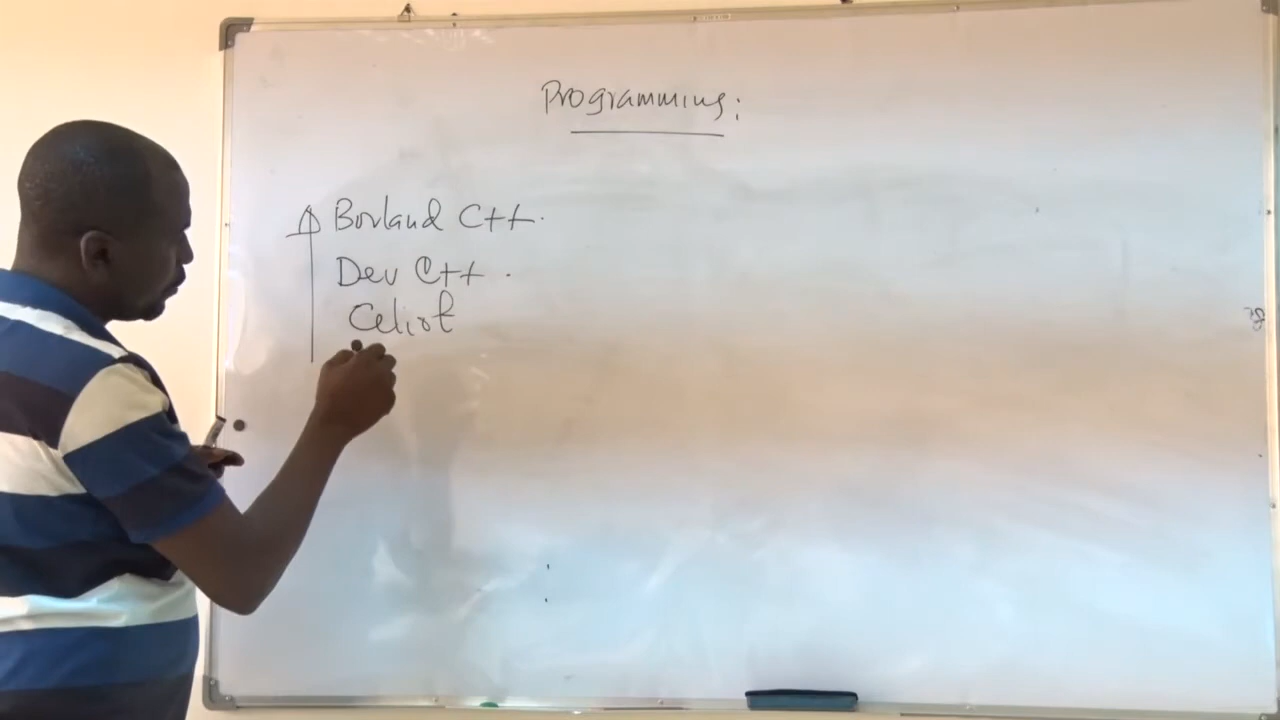 Programming:
Borland C++.
Dev C++.
Celiot